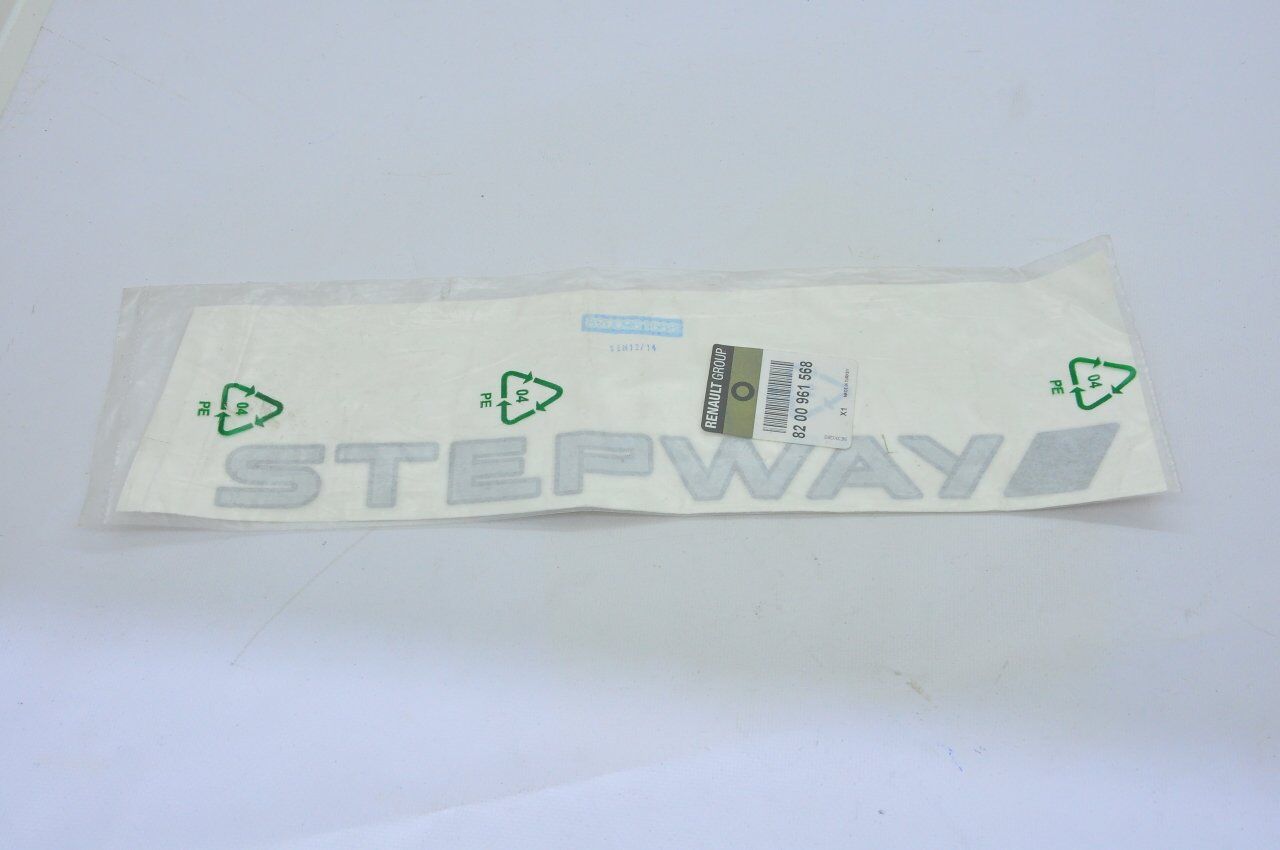 RENAULT GROUP
82 00 961 568
X1
04
PE
04
PE
04
PE
STEPWAY